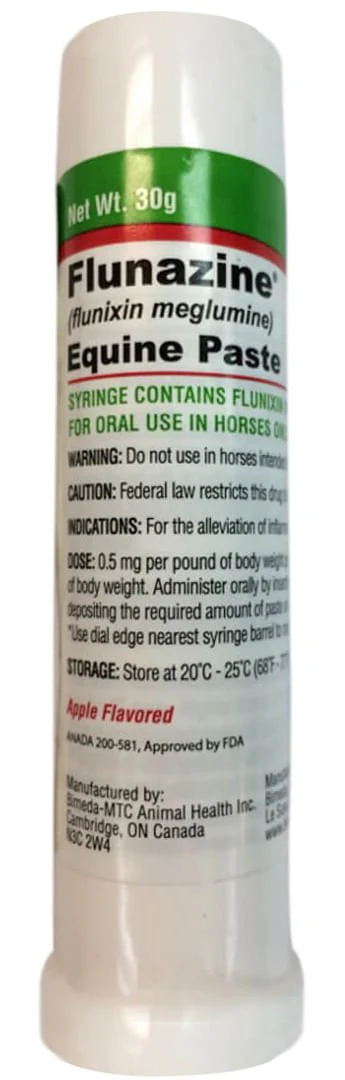 Net Wt. 30g
Flunazine®
(flunixin meglumine)
Equine Paste
SYRINGE CONTAINS FLUNIXIN
FOR ORAL USE IN HORSES
WARNING: Do not use in horses intended
CAUTION: Federal law restricts this drug
INDICATIONS: For the alleviation of
DOSE: 0.5 mg per pound of body weight
of body weight. Administer orally by
depositing the required amount of paste
*Use dial edge nearest syringe barrel to
STORAGE: Store at 20°C - 25°C (68°F -
Apple Flavored
ANADA 200-581, Approved by FDA
Manufactured by:
Bimeda-MTC Animal Health Inc.
Cambridge, ON Canada
N3C 2W4